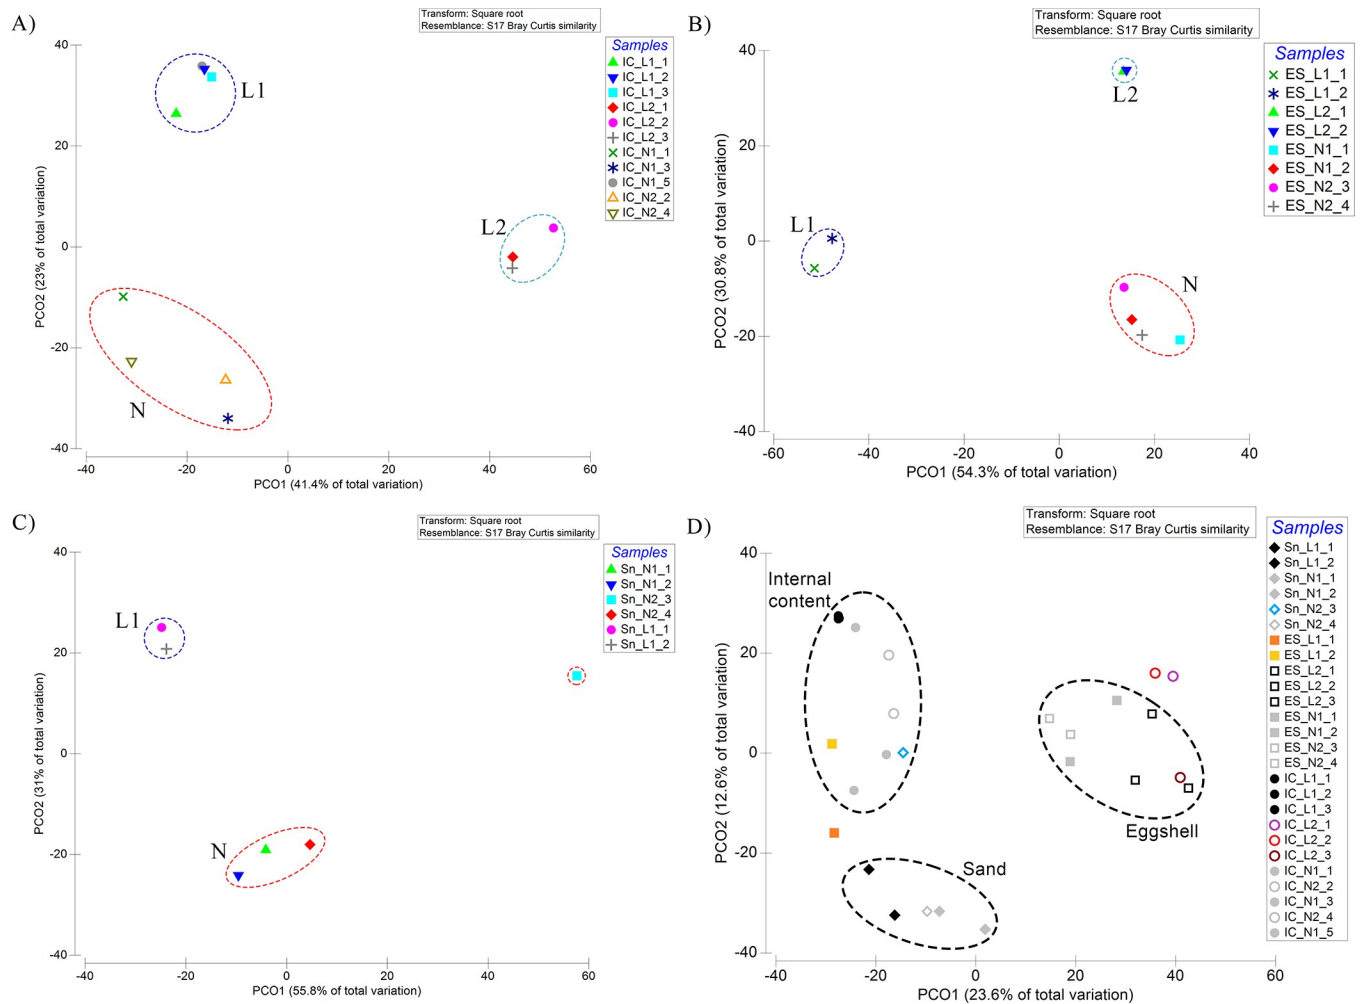 A)
Transform: Square root
Resemblance: S17 Bray Curtis similarity
Samples
IC_L1_1
IC_L1_2
IC_L1_3
IC_L2_1
IC_L2_2
IC_L2_3
IC_N1_1
IC_N1_3
IC_N1_5
IC_N2_2
IC_N2_4
40
20
0
-20
-40
PCO2 (23% of total variation)
L1
L2
N
-40
-20
0
20
40
60
PCO1 (41.4% of total variation)
B)
Transform: Square root
Resemblance: S17 Bray Curtis similarity
Samples
ES_L1_1
ES_L1_2
ES_L2_1
ES_L2_2
ES_N1_1
ES_N1_2
ES_N2_3
ES_N2_4
40
20
0
-20
-40
PCO2 (30.8% of total variation)
L2
L1
N
-60
-40
-20
0
20
40
PCO1 (54.3% of total variation)
C)
Transform: Square root
Resemblance: S17 Bray Curtis similarity
Samples
Sn_N1_1
Sn_N1_2
Sn_N2_3
Sn_N2_4
Sn_L1_1
Sn_L1_2
40
20
0
-20
-40
PCO2 (31% of total variation)
L1
N
-40
-20
0
20
40
60
PCO1 (55.8% of total variation)
D)
Transform: Square root
Resemblance: S17 Bray Curtis similarity
Samples
Sn_L1_1
Sn_L1_2
Sn_N1_1
Sn_N1_2
Sn_N2_3
Sn_N2_4
ES_L1_1
ES_L1_2
ES_L2_1
ES_L2_2
ES_L2_3
ES_N1_1
ES_N1_2
ES_N2_3
ES_N2_4
IC_L1_1
IC_L1_2
IC_L1_3
IC_L2_1
IC_L2_2
IC_L2_3
IC_N1_1
IC_N2_2
IC_N1_3
IC_N2_4
IC_N1_5
40
20
0
-20
-40
PCO2 (12.6% of total variation)
Internal
content
Eggshell
Sand
-40
-20
0
20
40
60
PCO1 (23.6% of total variation)